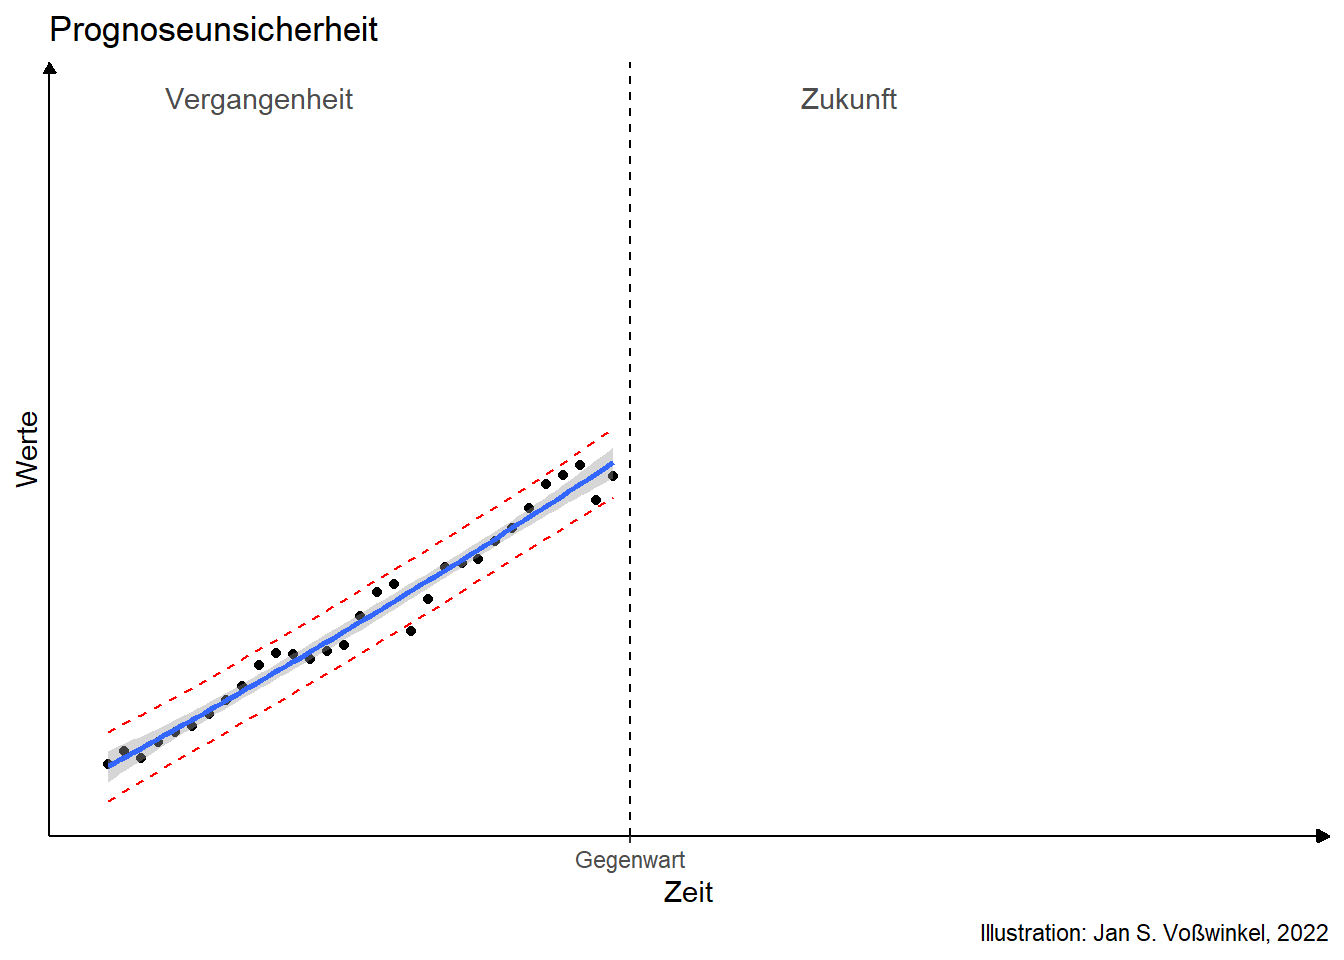 Prognoseunsicherheit
Vergangenheit
Zukunft
Werte
Gegenwart
Zeit
Illustration: Jan S. Voßwinkel, 2022